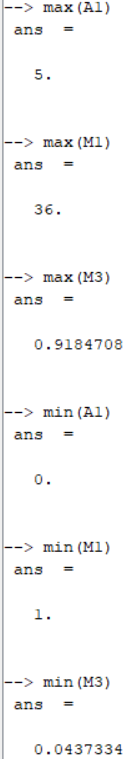 --> max(A1)
ans  =
5.
--> max(M1)
ans  =
36.
--> max(M3)
ans  =
0.9184708
--> min(A1)
ans  =
0.
--> min(M1)
ans  =
1.
--> min(M3)
ans  =
0.0437334